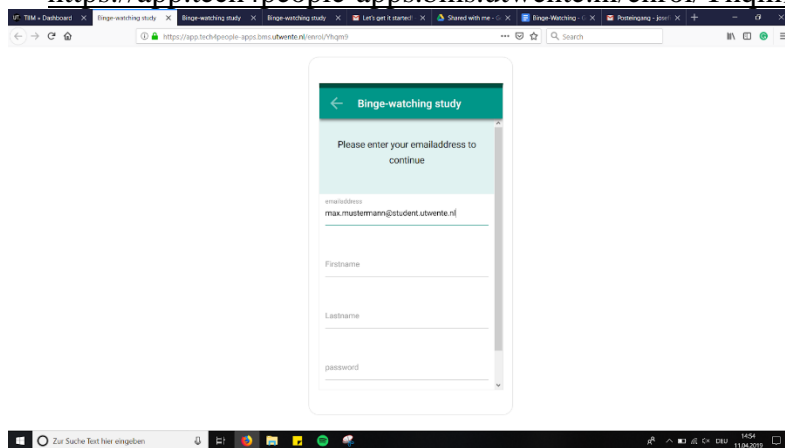 https://app.tech4people-apps.bms.utwente.nl/enrol/Yhqm9
TIIM • Dashboard
Binge-watching study
Binge-watching study
Binge-watching study
Let's get it started!
Shared with me - G
Binge-Watching - G
Posteingang - josef
https://app.tech4people-apps.bms.utwente.nl/enrol/Yhqm9
Search
Binge-watching study
Please enter your emailaddress to
continue
emailaddress
max.mustermann@student.utwente.nl
Firstname
Lastname
password
Zur Suche Text hier eingeben
DEU
14:54
11.04.2019